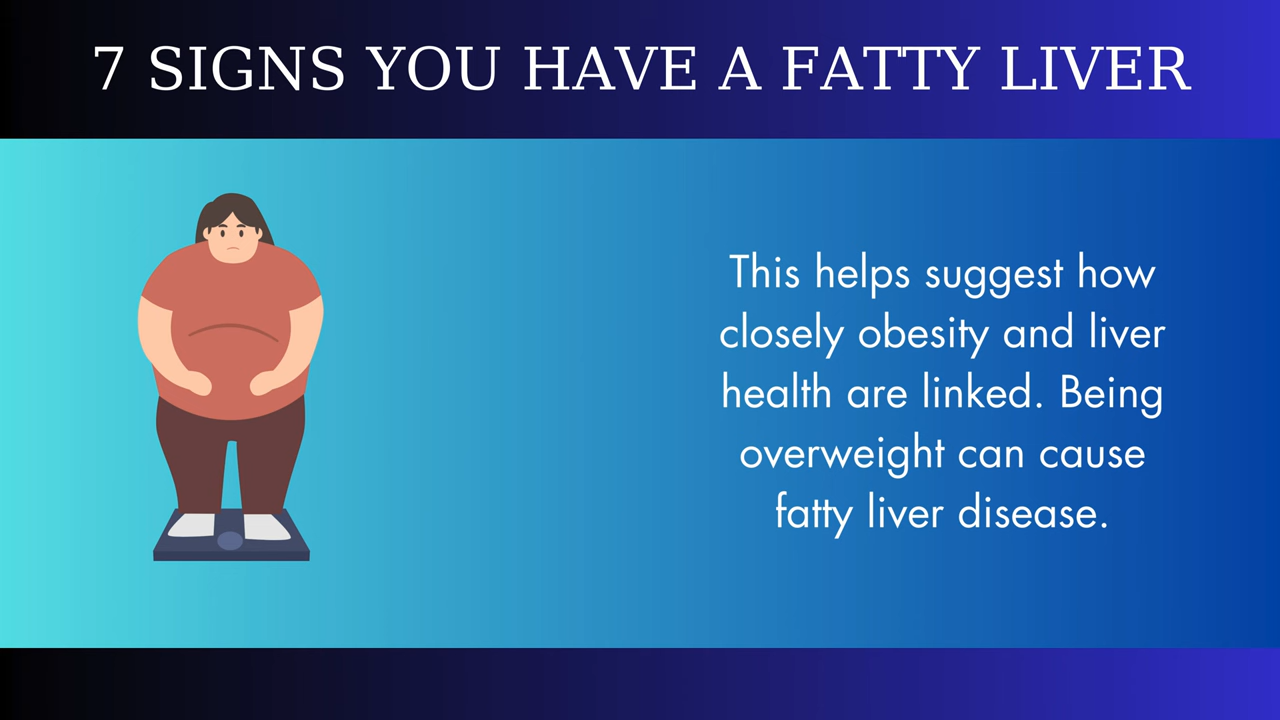 7 SIGNS YOU HAVE A FATTY LIVER
This helps suggest how
closely obesity and liver
health are linked. Being
overweight can cause
fatty liver disease.